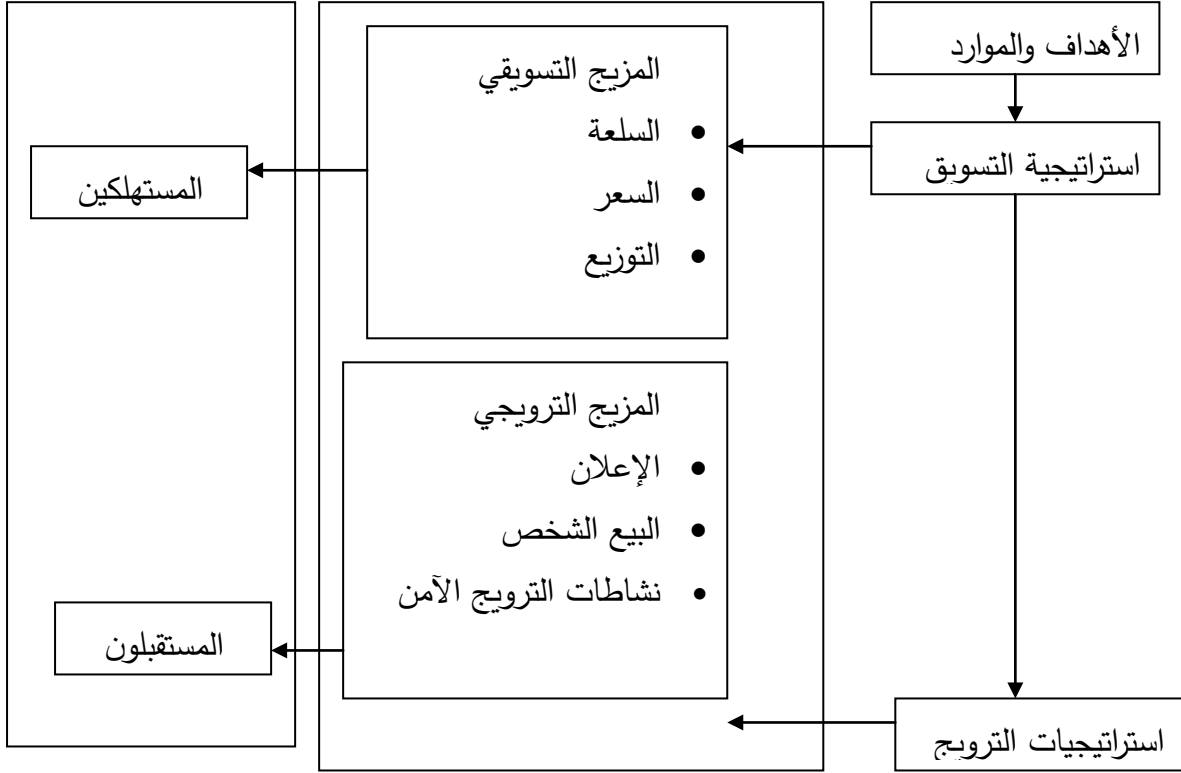 الأهداف والموارد
استراتيجية التسويق
استراتيجيات الترويج
المزيج التسويقي
• السلعة
• السعر
• التوزيع
المزيج الترويجي
• الإعلان
• البيع الشخص
• نشاطات الترويج الآمن
المستهلكين
المستقبلون